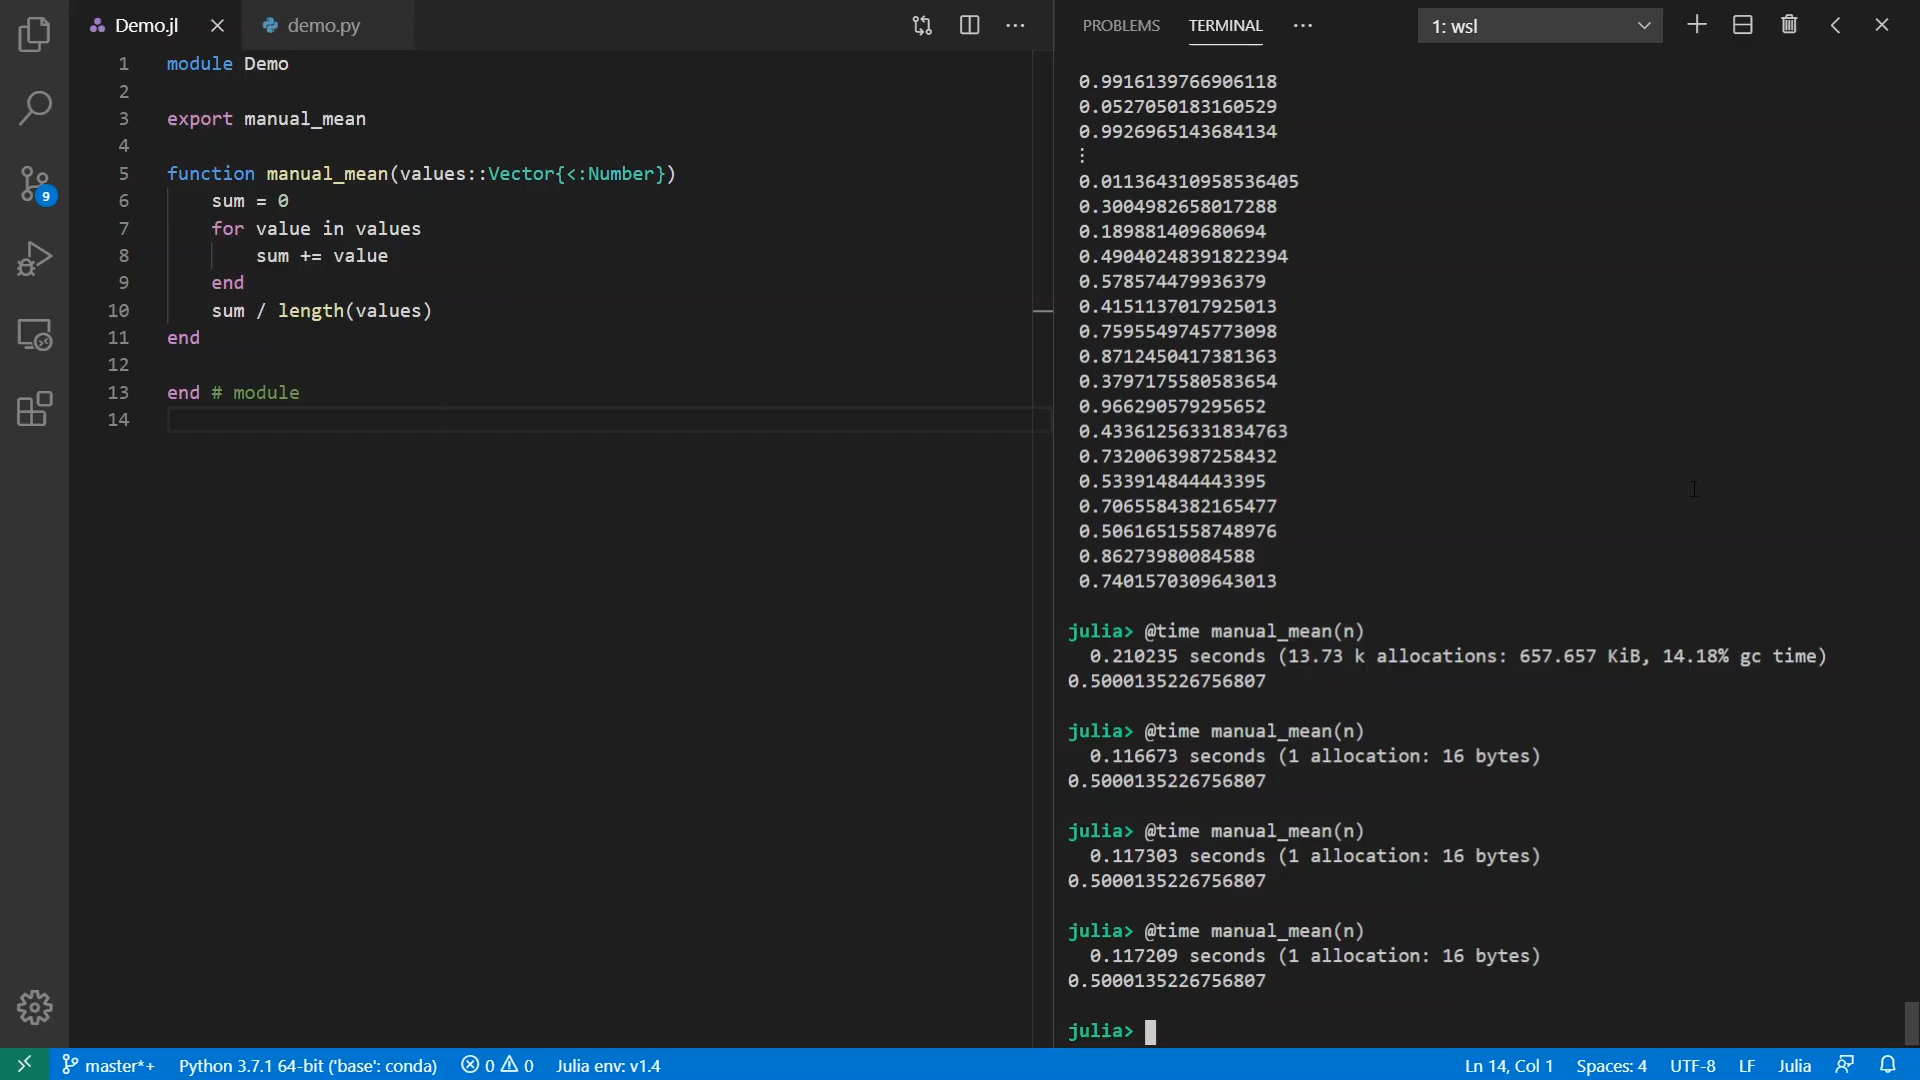 Demo.jl
demo.py
1 module Demo
2
3 export manual_mean
4
5 function manual_mean(values::Vector{<:Number})
6 sum = 0
7 for value in values
8 sum += value
9 end
10 sum / length(values)
11 end
12
13 end # module
14
9
PROBLEMS TERMINAL ···
1: wsl
0.9916139766906118
0.0527050183160529
0.9926965143684134
⋮
0.011364310958536405
0.3004982658017288
0.189881409680694
0.49040248391822394
0.578574479936379
0.4151137017925013
0.7595549745773098
0.8712450417381363
0.3797175580583654
0.966290579295652
0.43361256331834763
0.7320063987258432
0.533914844443395
0.7065584382165477
0.5061651558748976
0.86273980084588
0.7401570309643013
julia> @time manual_mean(n)
0.210235 seconds (13.73 k allocations: 657.657 KiB, 14.18% gc time)
0.5000135226756807
julia> @time manual_mean(n)
0.116673 seconds (1 allocation: 16 bytes)
0.5000135226756807
julia> @time manual_mean(n)
0.117303 seconds (1 allocation: 16 bytes)
0.5000135226756807
julia> @time manual_mean(n)
0.117209 seconds (1 allocation: 16 bytes)
0.5000135226756807
julia>
master*+ Python 3.7.1 64-bit ('base': conda) 0 0 Julia env: v1.4 Ln 14, Col 1 Spaces: 4 UTF-8 LF Julia